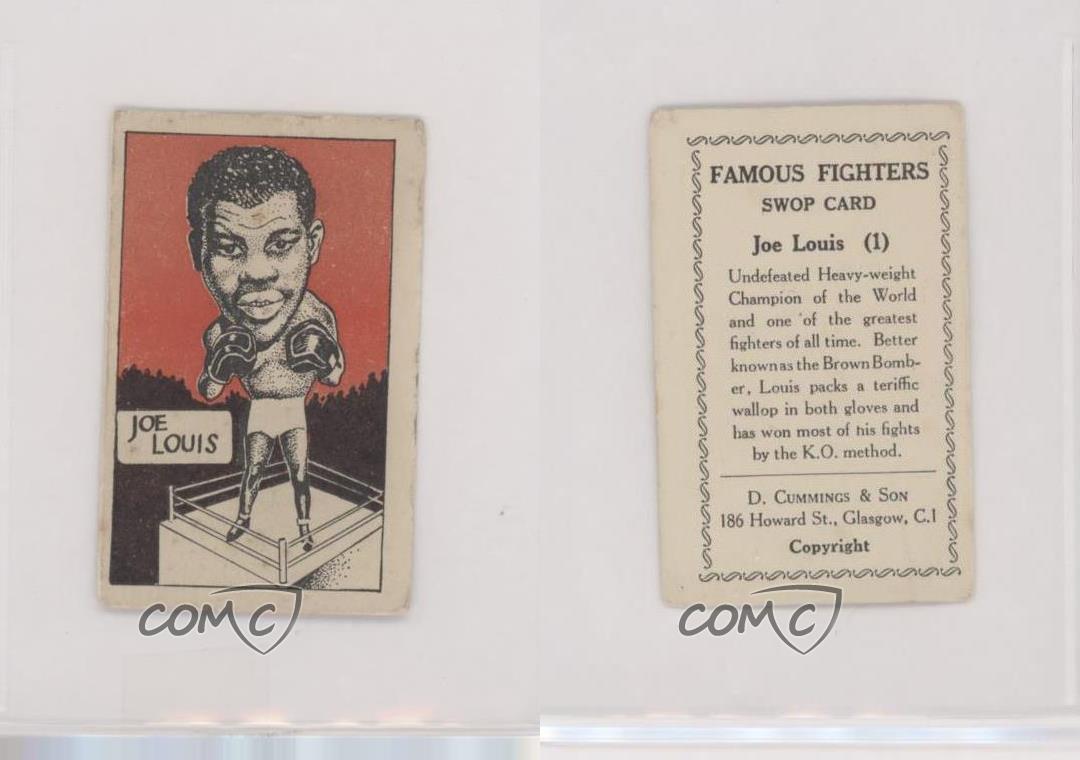 JOE
LOUIS
COMC
FAMOUS FIGHTERS
SWOP CARD
Joe Louis (1)
Undefeated Heavy-weight
Champion of the World
and one of the greatest
fighters of all time. Better
known as the Brown Bomb-
er, Louis packs a teriffic
wallop in both gloves and
has won most of his fights
by the K.O. method.
D. CUMMINGS & SON
186 Howard St., Glasgow, C.1
Copyright
COMC